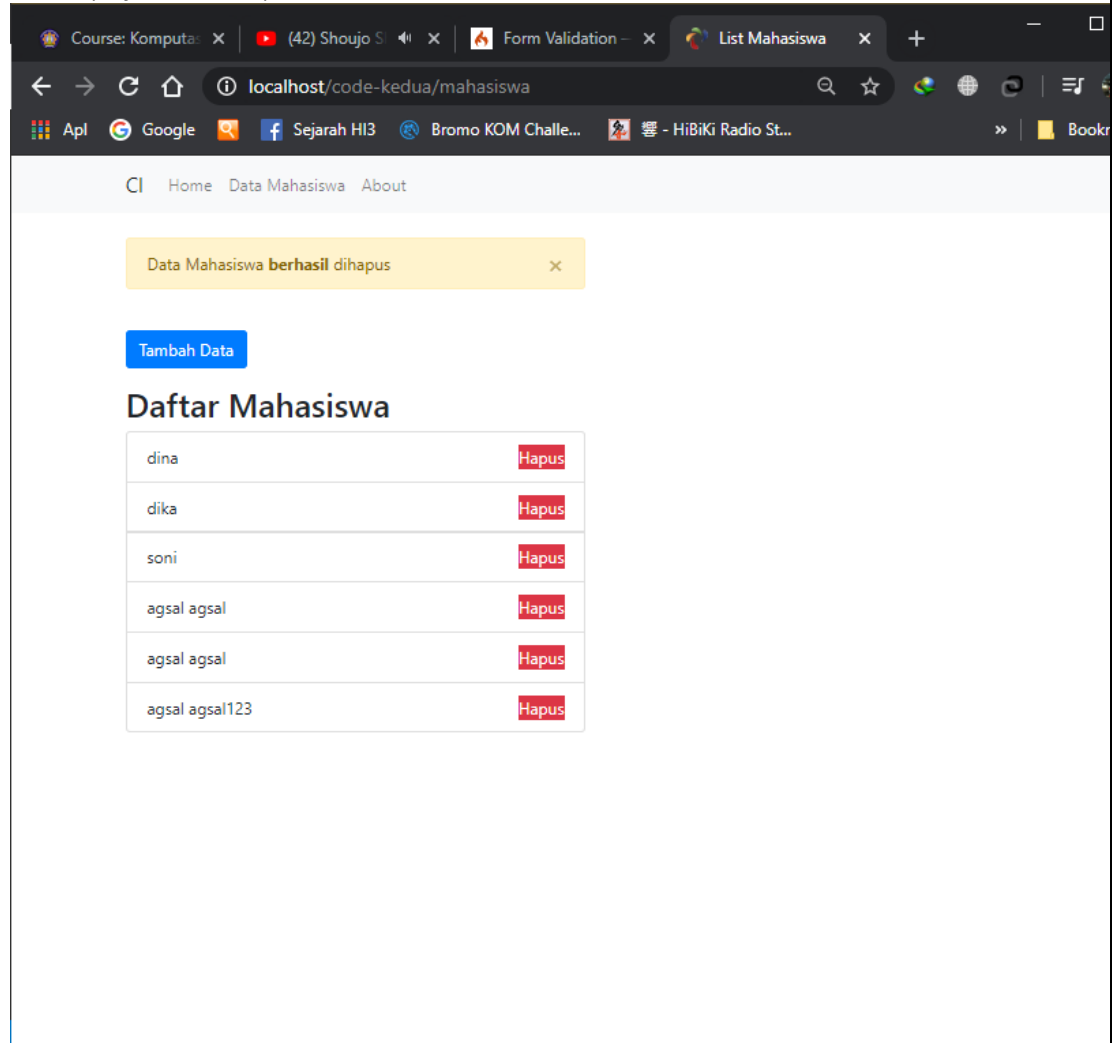 Course: Komputas
(42) Shoujo S
Form Validation –
List Mahasiswa
localhost/code-kedua/mahasiswa
Apl
Google
Sejarah HI3
Bromo KOM Challe...
響 - HiBiKi Radio St...
»
Bookr
CI Home Data Mahasiswa About
Data Mahasiswa berhasil dihapus ×
Tambah Data
Daftar Mahasiswa
dina Hapus
dika Hapus
soni Hapus
agsal agsal Hapus
agsal agsal Hapus
agsal agsal123 Hapus